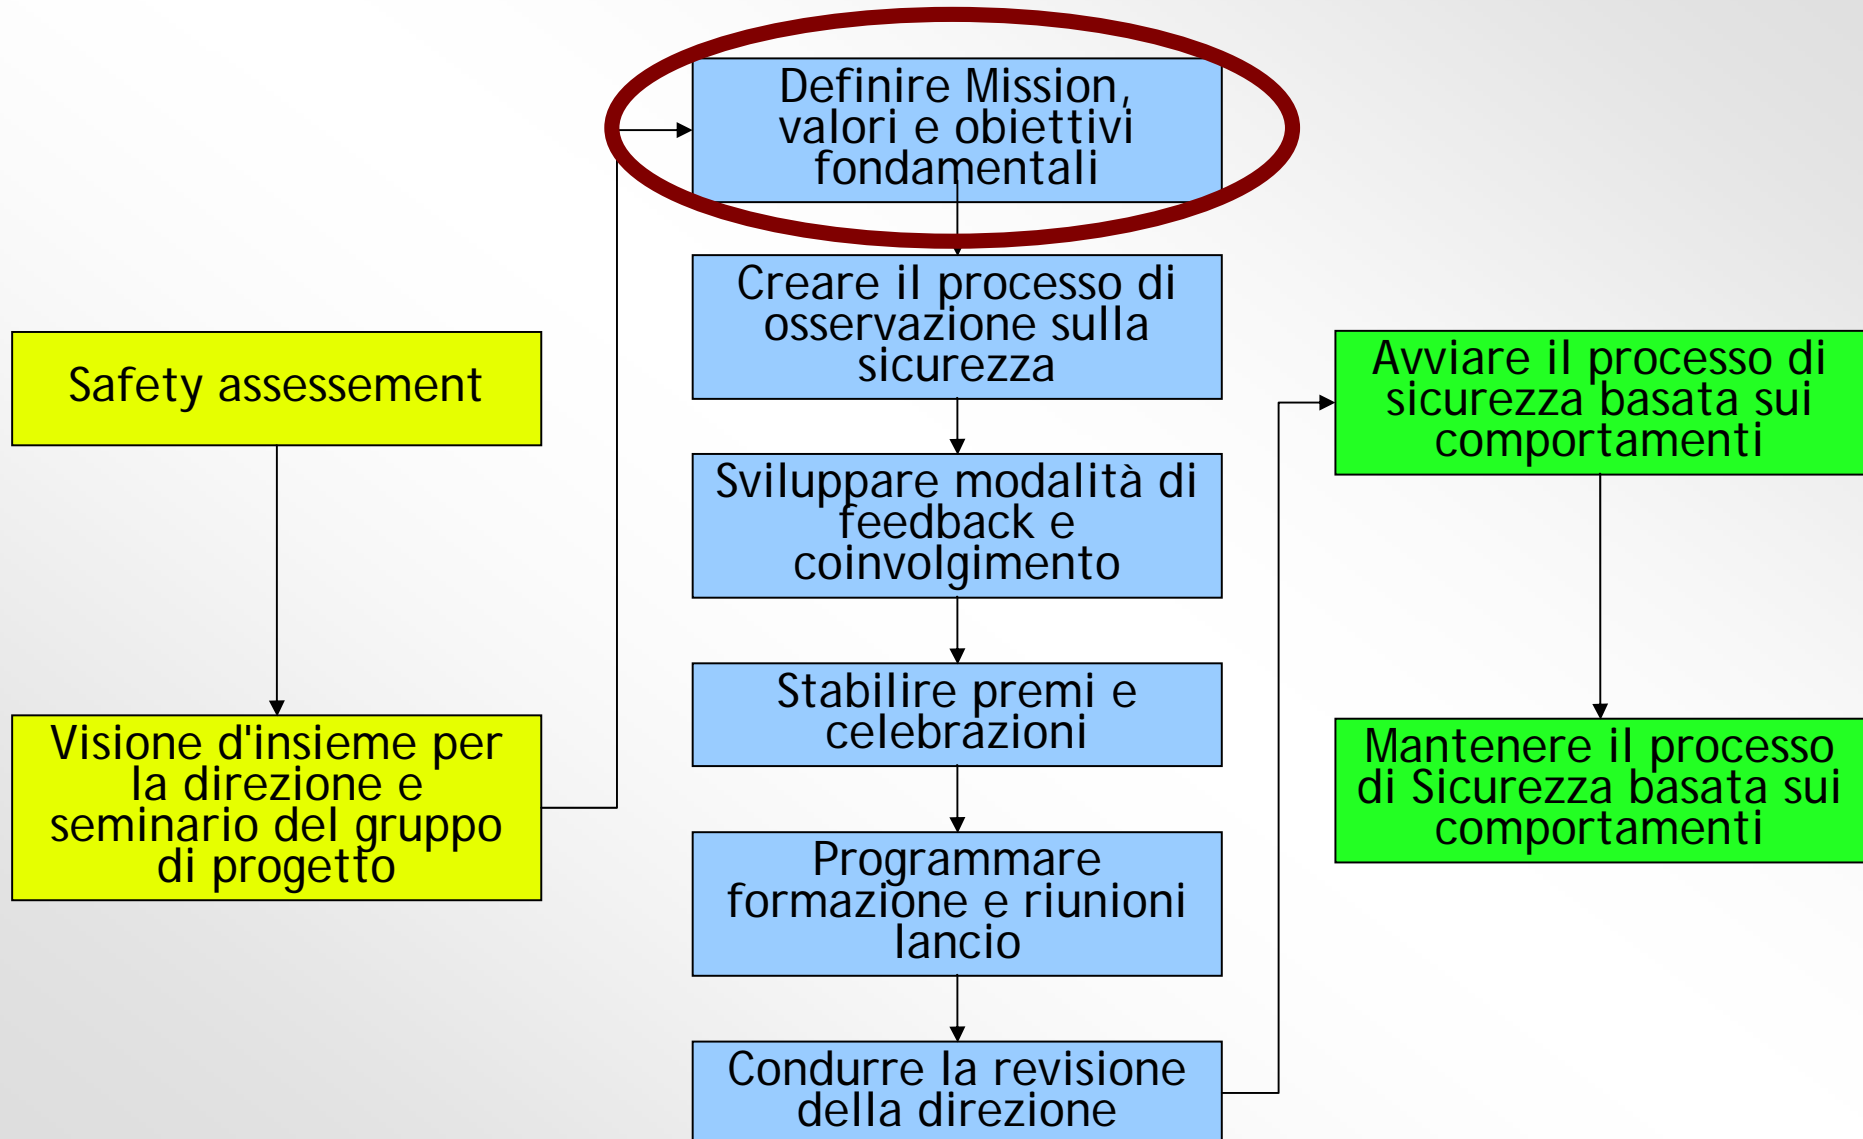 Safety assessement
Visione d'insieme per
la direzione e
seminario del gruppo
di progetto
Definire Mission,
valori e obiettivi
fondamentali
Creare il processo di
osservazione sulla
sicurezza
Sviluppare modalità di
feedback e
coinvolgimento
Stabilire premi e
celebrazioni
Programmare
formazione e riunioni
lancio
Condurre la revisione
della direzione
Avviare il processo di
sicurezza basata sui
comportamenti
Mantenere il processo
di Sicurezza basata sui
comportamenti